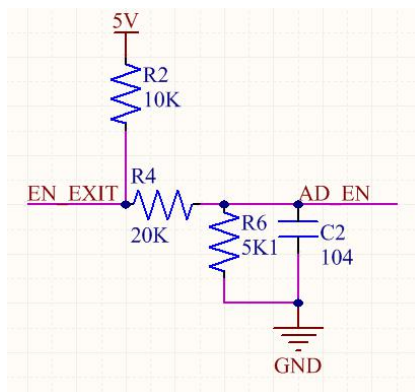 5V
R2
10K
EN_EXIT
R4
20K
AD_EN
R6
5K1
C2
104
GND